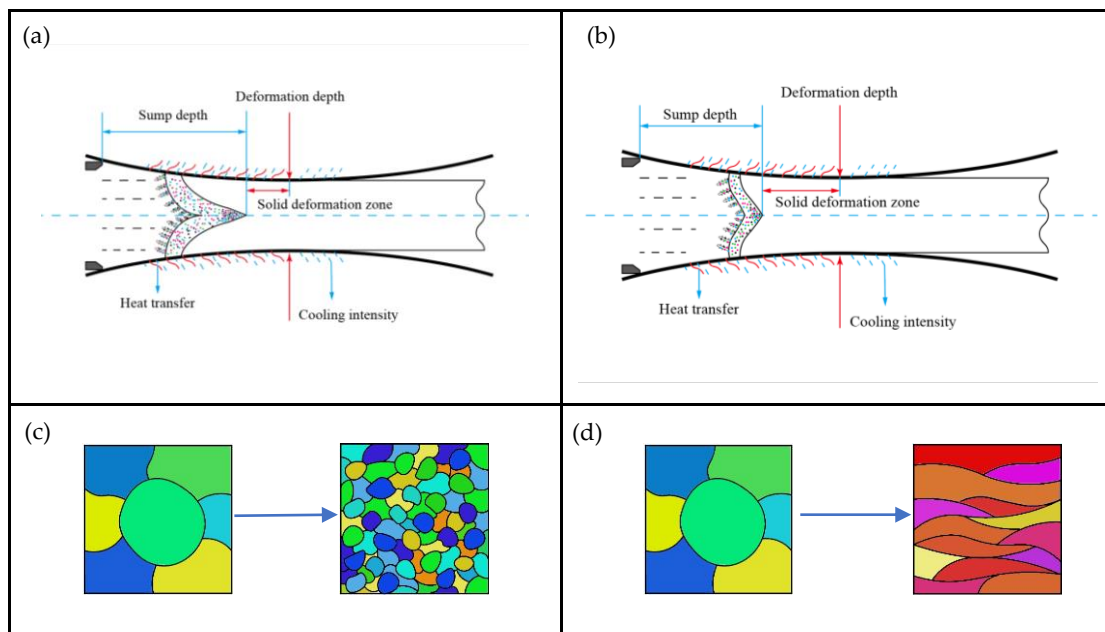 (a)
Deformation depth
Sump depth
Solid deformation zone
Heat transfer
Cooling intensity
(b)
Deformation depth
Sump depth
Solid deformation zone
Heat transfer
Cooling intensity
(c)
(d)